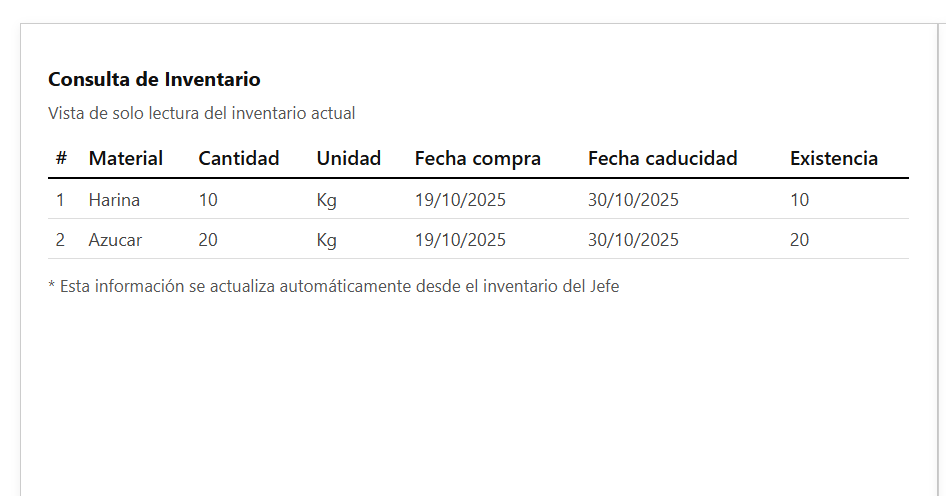 Consulta de Inventario
Vista de solo lectura del inventario actual
# Material Cantidad Unidad Fecha compra Fecha caducidad Existencia
1 Harina 10 Kg 19/10/2025 30/10/2025 10
2 Azucar 20 Kg 19/10/2025 30/10/2025 20
* Esta información se actualiza automáticamente desde el inventario del Jefe